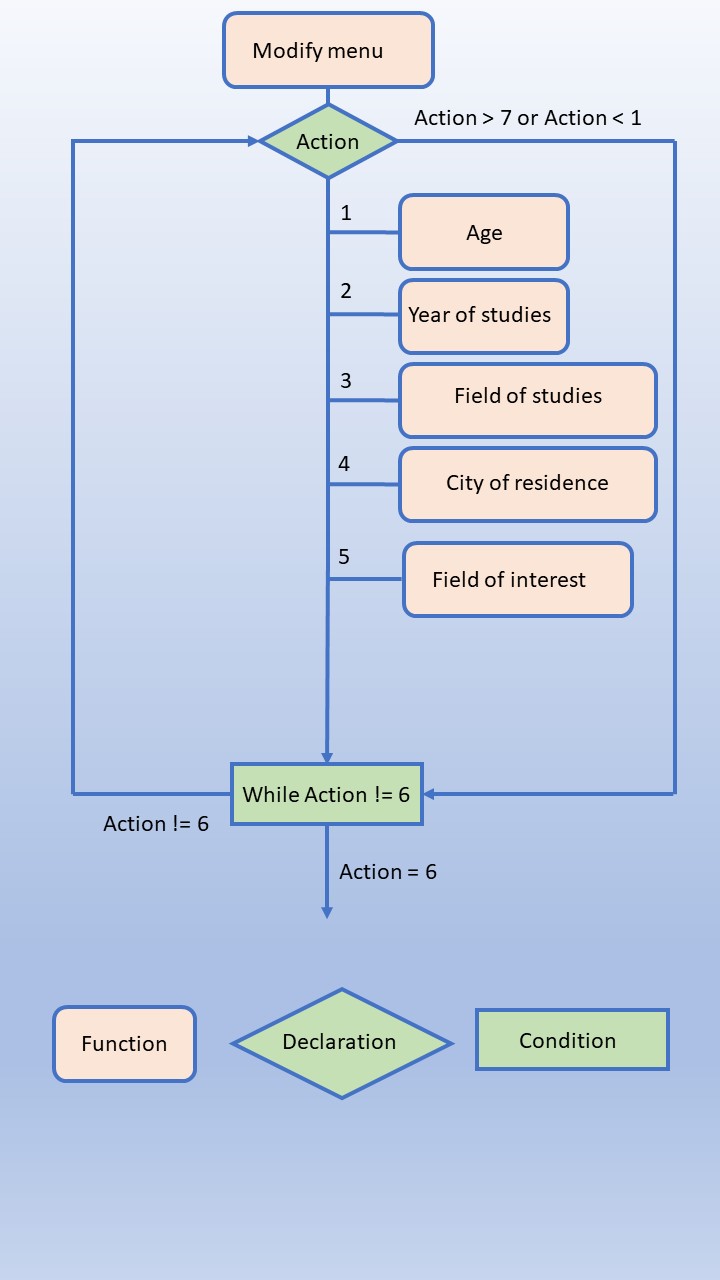 Modify menu
Action
Action > 7 or Action < 1
1
Age
2
Year of studies
3
Field of studies
4
City of residence
5
Field of interest
While Action != 6
Action != 6
Action = 6
Function
Declaration
Condition